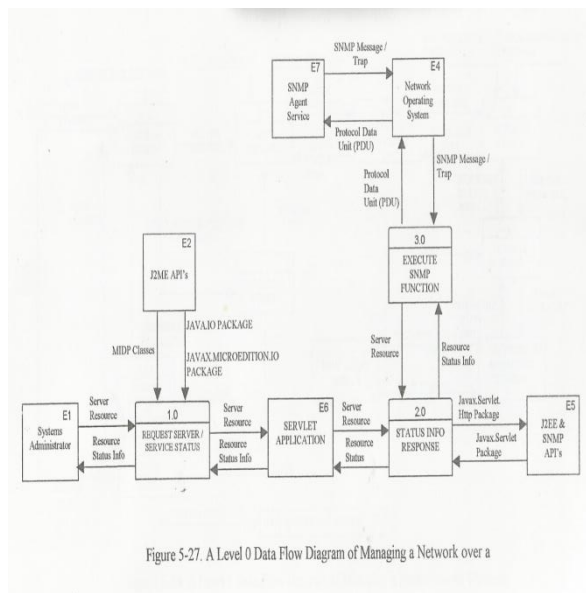 E7
SNMP
Agent
Service
SNMP Message /
Trap
E4
Network
Operating
System
Protocol Data
Unit (PDU)
Protocol
Data
Unit (PDU)
SNMP Message /
Trap
E2
J2ME API's
3.0
EXECUTE
SNMP
FUNCTION
MIDP Classes
JAVA.IO PACKAGE
JAVAX.MICROEDITION.IO
PACKAGE
Server
Resource
Resource
Status Info
E1
Systems
Administrator
Server
Resource
Resource
Status Info
1.0
REQUEST SERVER /
SERVICE STATUS
Server
Resource
Resource
Status Info
E6
SERVLET
APPLICATION
Server
Resource
Resource
Status
2.0
STATUS INFO
RESPONSE
Javax.Servlet.
Http Package
Javax.Servlet
Package
E5
J2EE &
SNMP
API's
Figure 5-27. A Level 0 Data Flow Diagram of Managing a Network over a